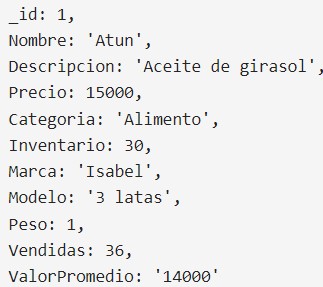 _id: 1,
Nombre: 'Atun',
Descripcion: 'Aceite de girasol',
Precio: 15000,
Categoria: 'Alimento',
Inventario: 30,
Marca: 'Isabel',
Modelo: '3 latas',
Peso: 1,
Vendidas: 36,
ValorPromedio: '14000'